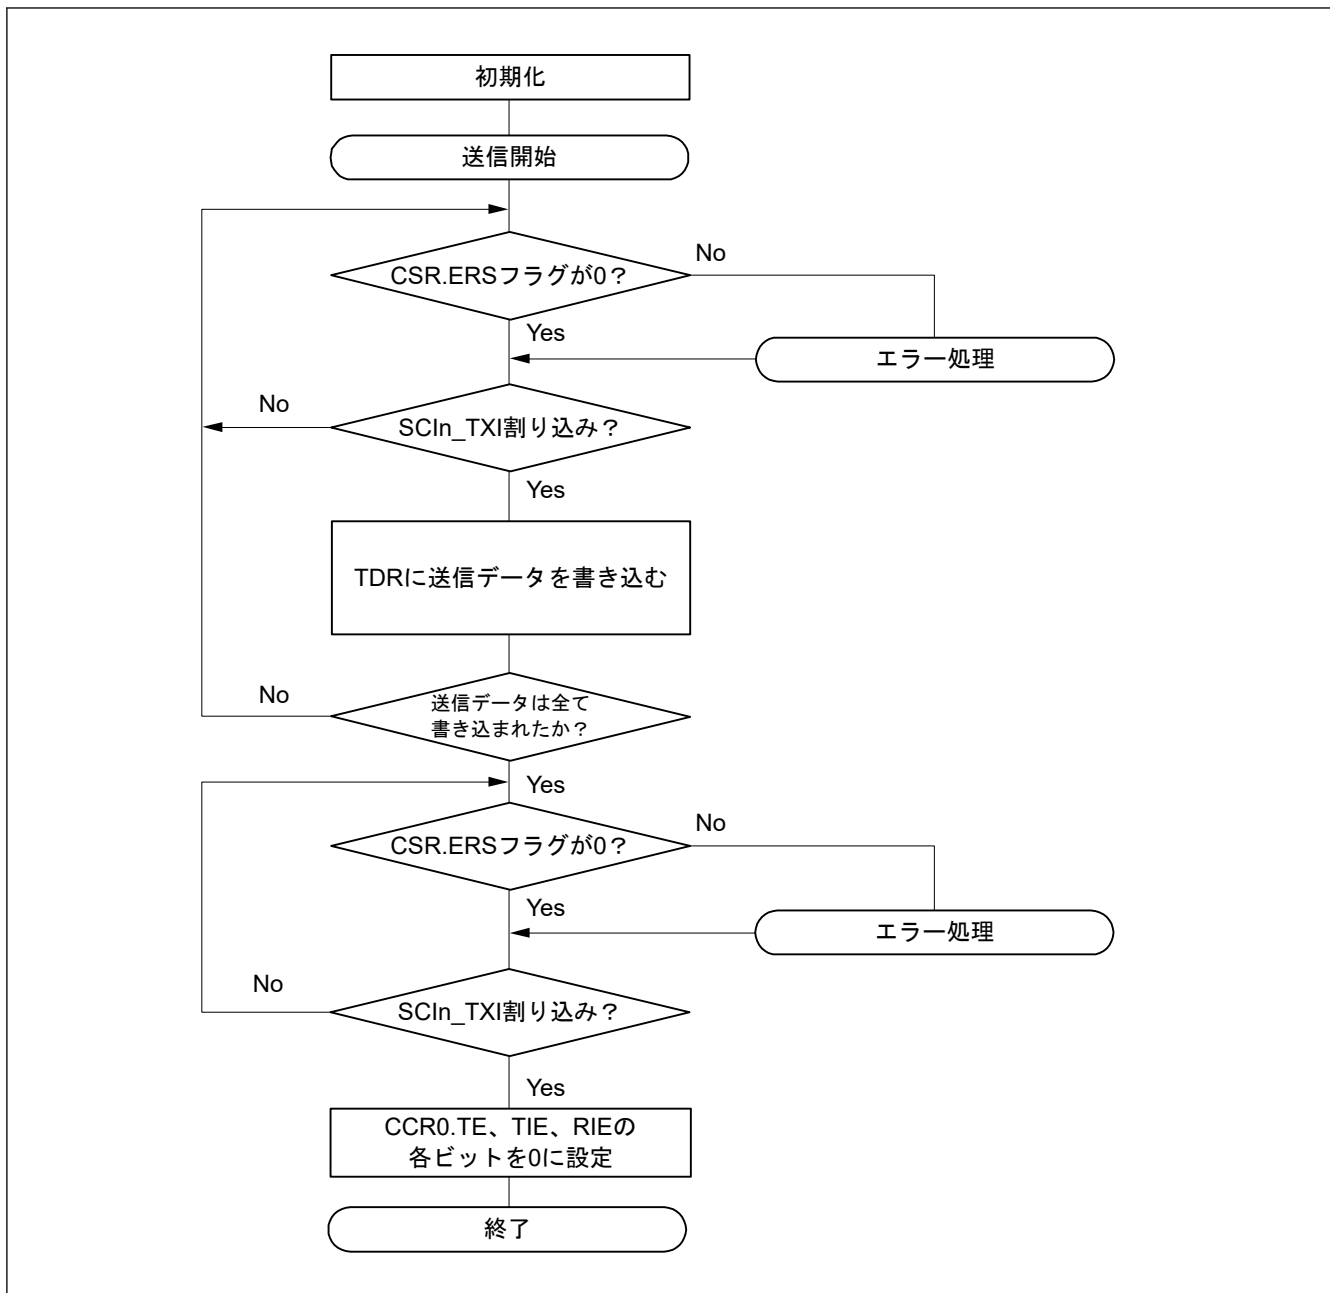 初期化
送信開始
CSR.ERSフラグが0？
No
Yes
エラー処理
No
SCIn_TXI割り込み？
Yes
TDRに送信データを書き込む
No
送信データは全て
書き込まれたか？
Yes
CSR.ERSフラグが0？
No
Yes
エラー処理
No
SCIn_TXI割り込み？
Yes
CCR0.TE、TIE、RIEの
各ビットを0に設定
終了